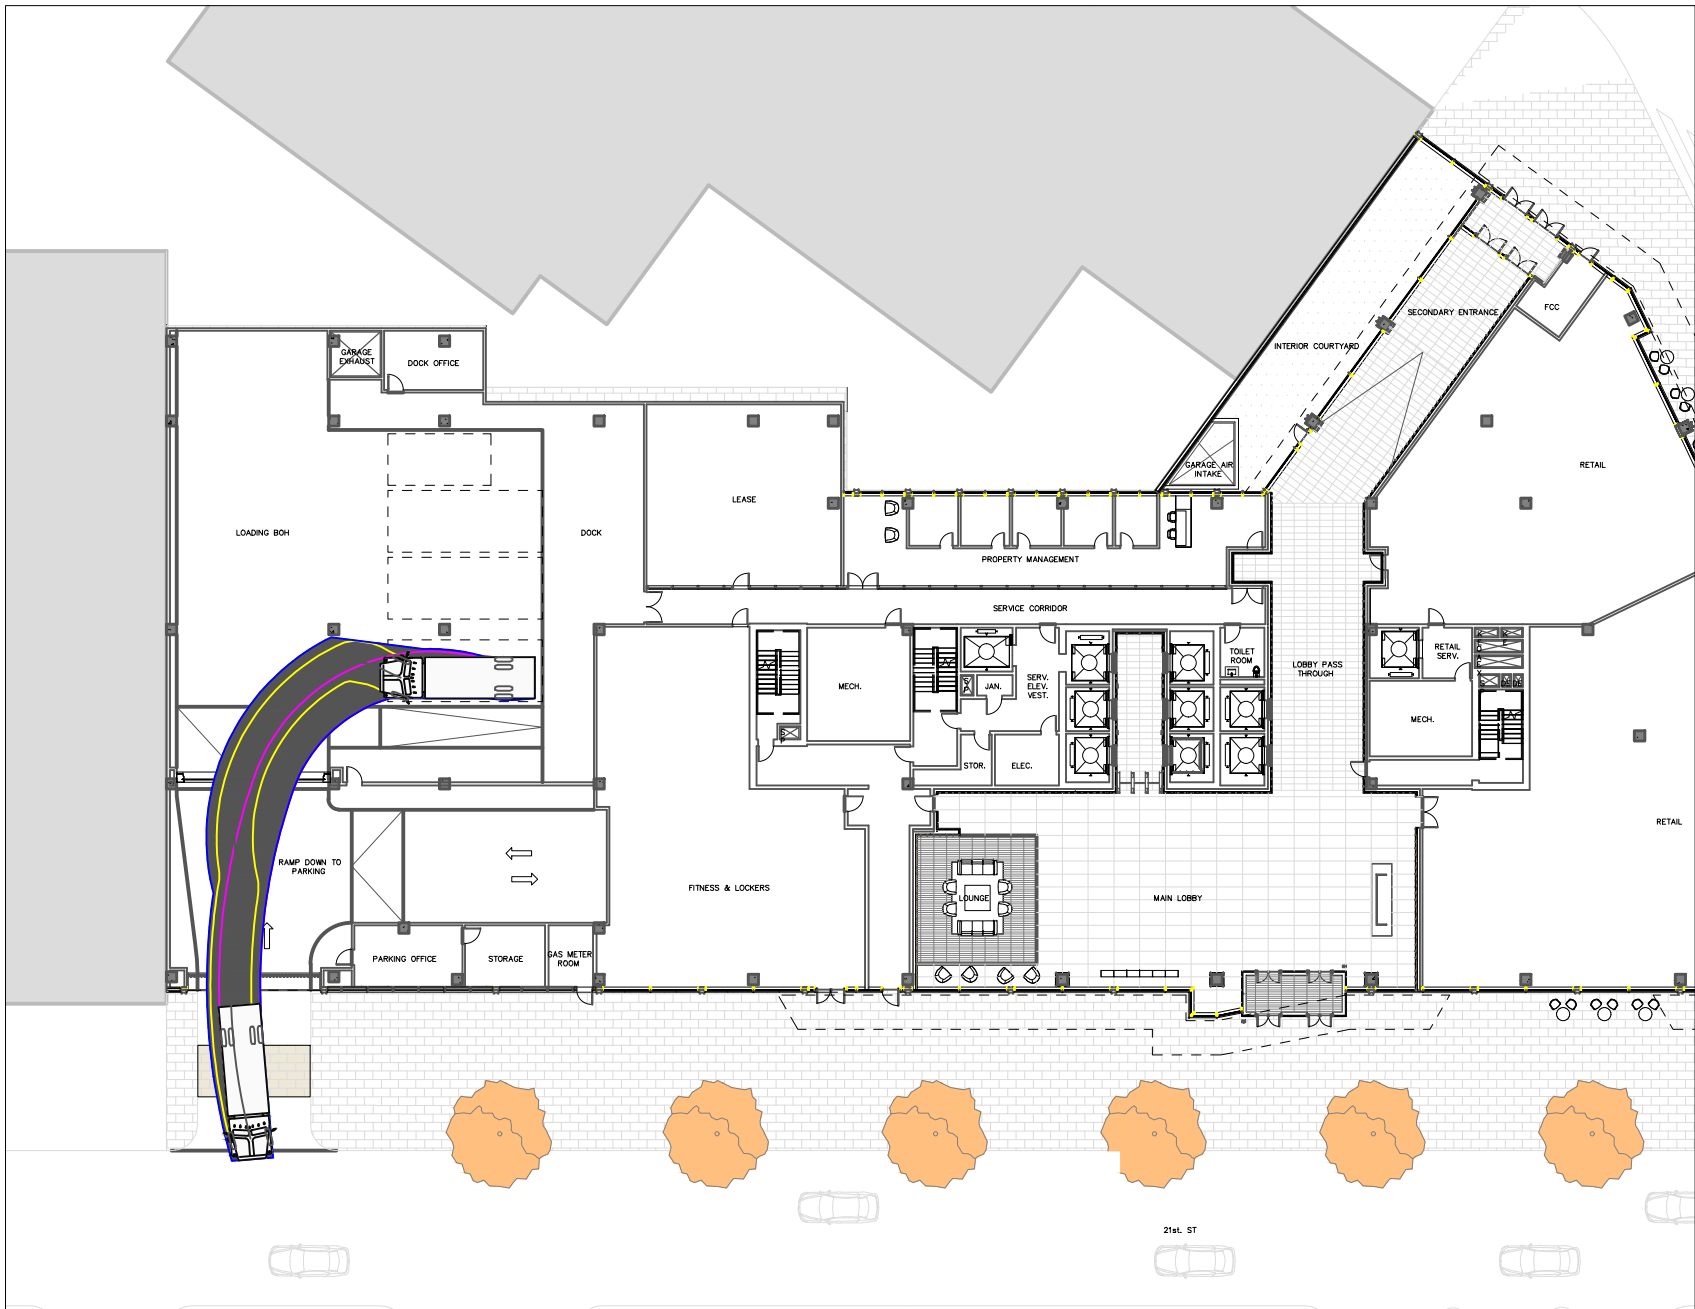 GARAGE
EXHAUST
DOCK OFFICE
SECONDARY ENTRANCE
FCC
INTERIOR COURTYARD
GARAGE AIR
INTAKE
RETAIL
LEASE
LOADING BOH
DOCK
PROPERTY MANAGEMENT
SERVICE CORRIDOR
TOILET
ROOM
RETAIL
SERV.
LOBBY PASS
THROUGH
MECH.
JAN.
SERV.
ELEV.
VEST.
MECH.
STOR.
ELEC.
RETAIL
RAMP DOWN TO
PARKING
FITNESS & LOCKERS
LOUNGE
MAIN LOBBY
PARKING OFFICE
STORAGE
GAS METER
ROOM
21st. ST